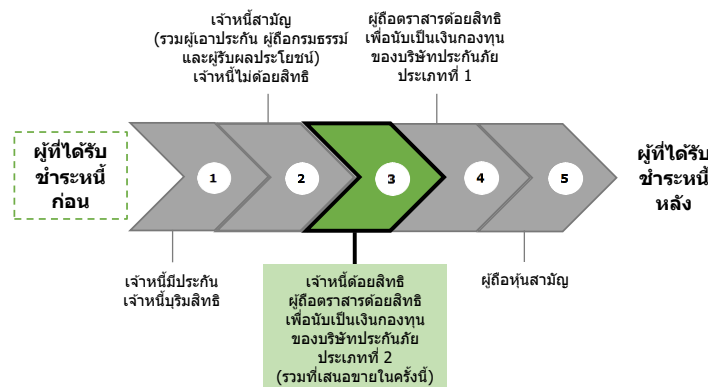 เจ้าหนี้สามัญ
(รวมผู้เอาประกัน ผู้ถือกรมธรรม์
และผู้รับผลประโยชน์)
เจ้าหนี้ไม่ด้อยสิทธิ
ผู้ถือตราสารด้อยสิทธิ
เพื่อนับเป็นเงินกองทุน
ของบริษัทประกันภัย
ประเภทที่ 1
ผู้ที่ได้รับ
ชำระหนี้
ก่อน
1
2
3
4
5
ผู้ที่ได้รับ
ชำระหนี้
หลัง
เจ้าหนี้มีประกัน
เจ้าหนี้บุริมสิทธิ
เจ้าหนี้ด้อยสิทธิ
ผู้ถือตราสารด้อยสิทธิ
เพื่อนับเป็นเงินกองทุน
ของบริษัทประกันภัย
ประเภทที่ 2
(รวมที่เสนอขายในครั้งนี้)
ผู้ถือหุ้นสามัญ